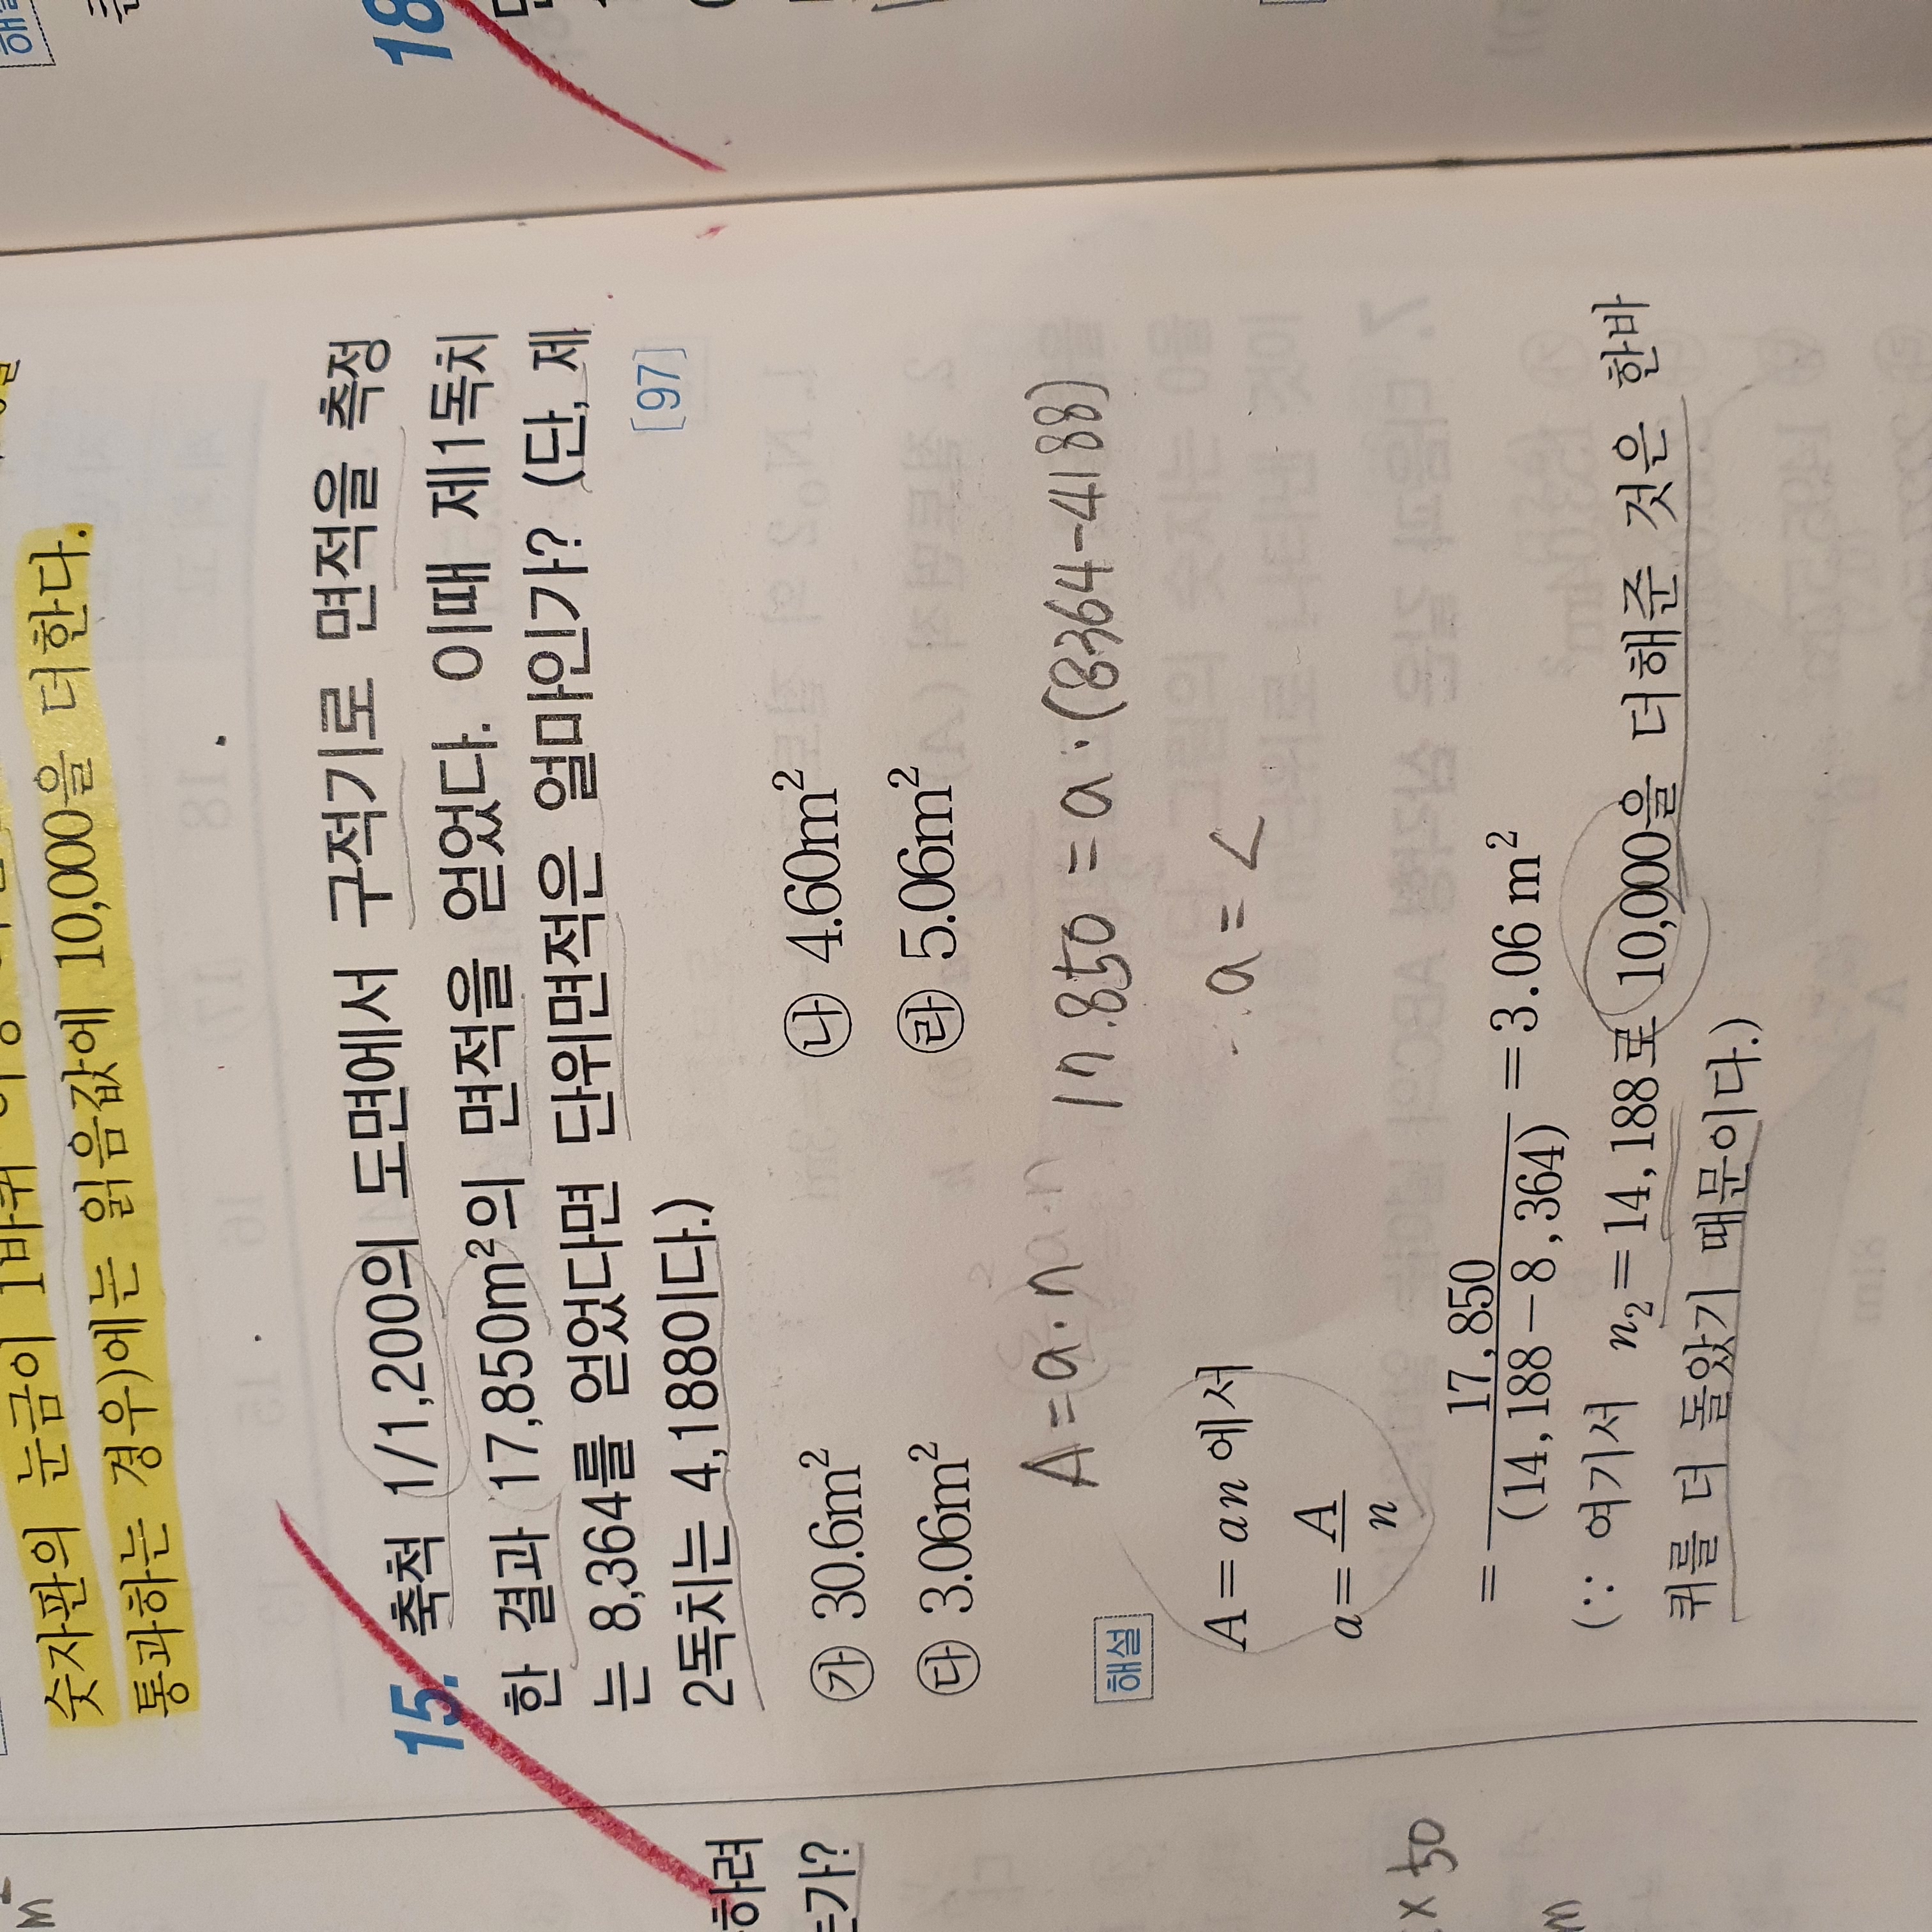 숫자판의 눈금이 1바퀴
통과하는 경우)에는 읽음값에 10,000을 더한다.
18
15. 축척 1/1,200의 도면에서 구적기로 면적을 측정
한 결과 17,850m²의 면적을 얻었다. 이때 제1독치
는 8,364를 얻었다면 단위면적은 얼마인가? (단, 제
2독치는 4,188이다.)
[97]
㉮ 30.6m² ㉯ 4.60m²
㉰ 3.06m² ㉱ 5.06m²
A=a·n 17.850=a·(8364-4188)
∴ a=<
해설
A=an에서
a=A/n
=17,850/(14,188-8,364)=3.06 m²
(∵ 여기서 n₂=14,188로 10,000을 더해준 것은 한바
퀴를 더 돌았기 때문이다.)
하려
가?
x 50
m